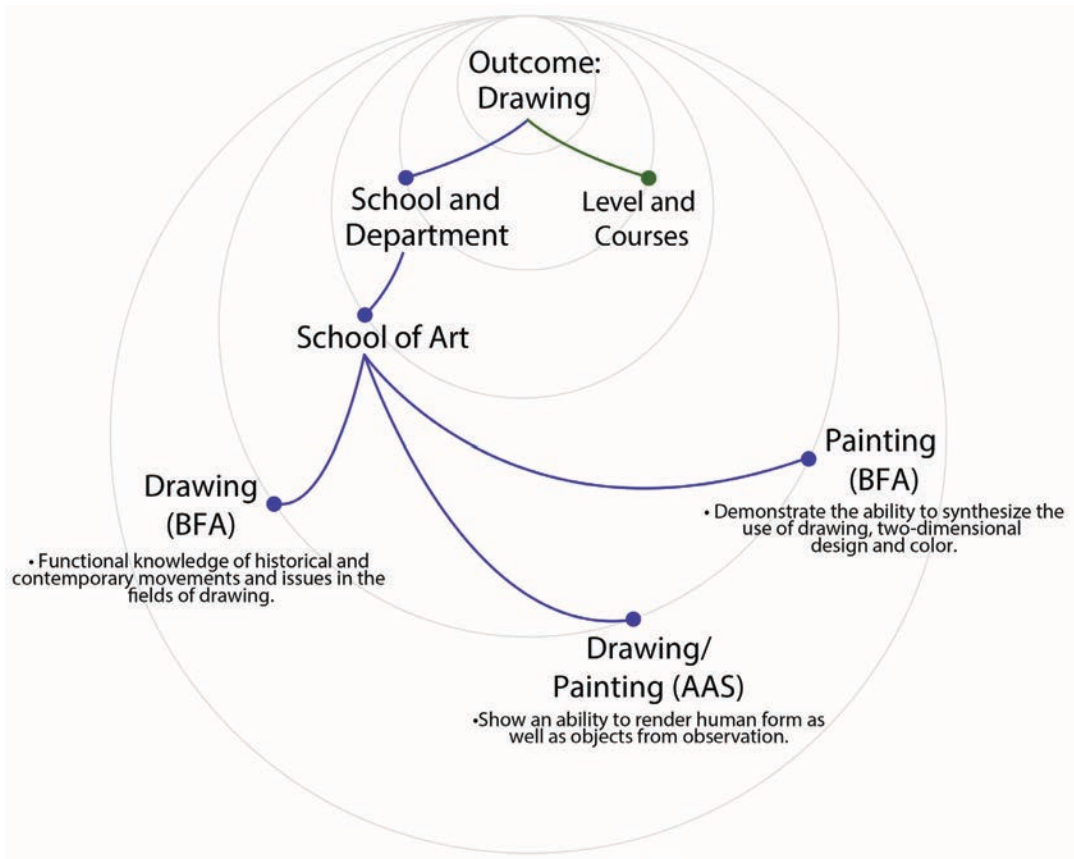 Outcome:
Drawing
School and
Department
Level and
Courses
School of Art
Drawing
(BFA)
• Functional knowledge of historical and
contemporary movements and issues in the
fields of drawing.
Painting
(BFA)
• Demonstrate the ability to synthesize the
use of drawing, two-dimensional
design and color.
Drawing/
Painting (AAS)
•Show an ability to render human form as
well as objects from observation.